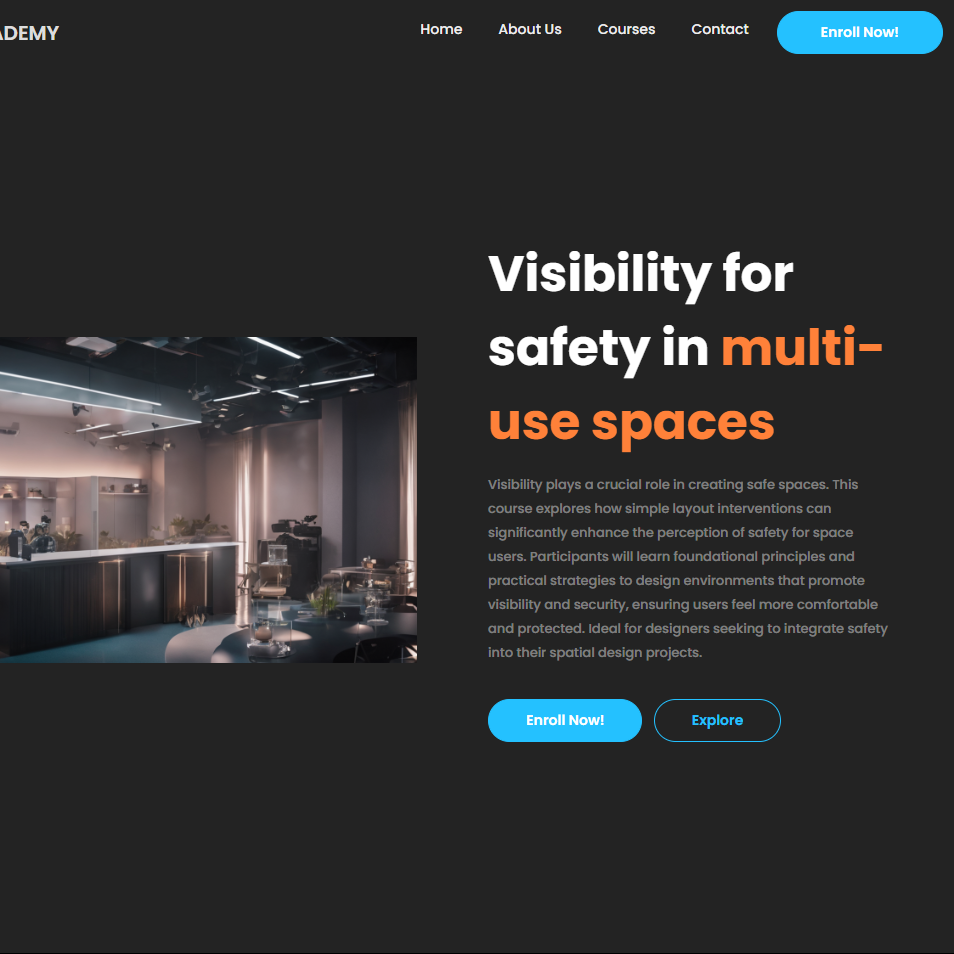 ADEMY
Home
About Us
Courses
Contact
Enroll Now!
Visibility for
safety in multi-
use spaces
Visibility plays a crucial role in creating safe spaces. This
course explores how simple layout interventions can
significantly enhance the perception of safety for space
users. Participants will learn foundational principles and
practical strategies to design environments that promote
visibility and security, ensuring users feel more comfortable
and protected. Ideal for designers seeking to integrate safety
into their spatial design projects.
Enroll Now!
Explore